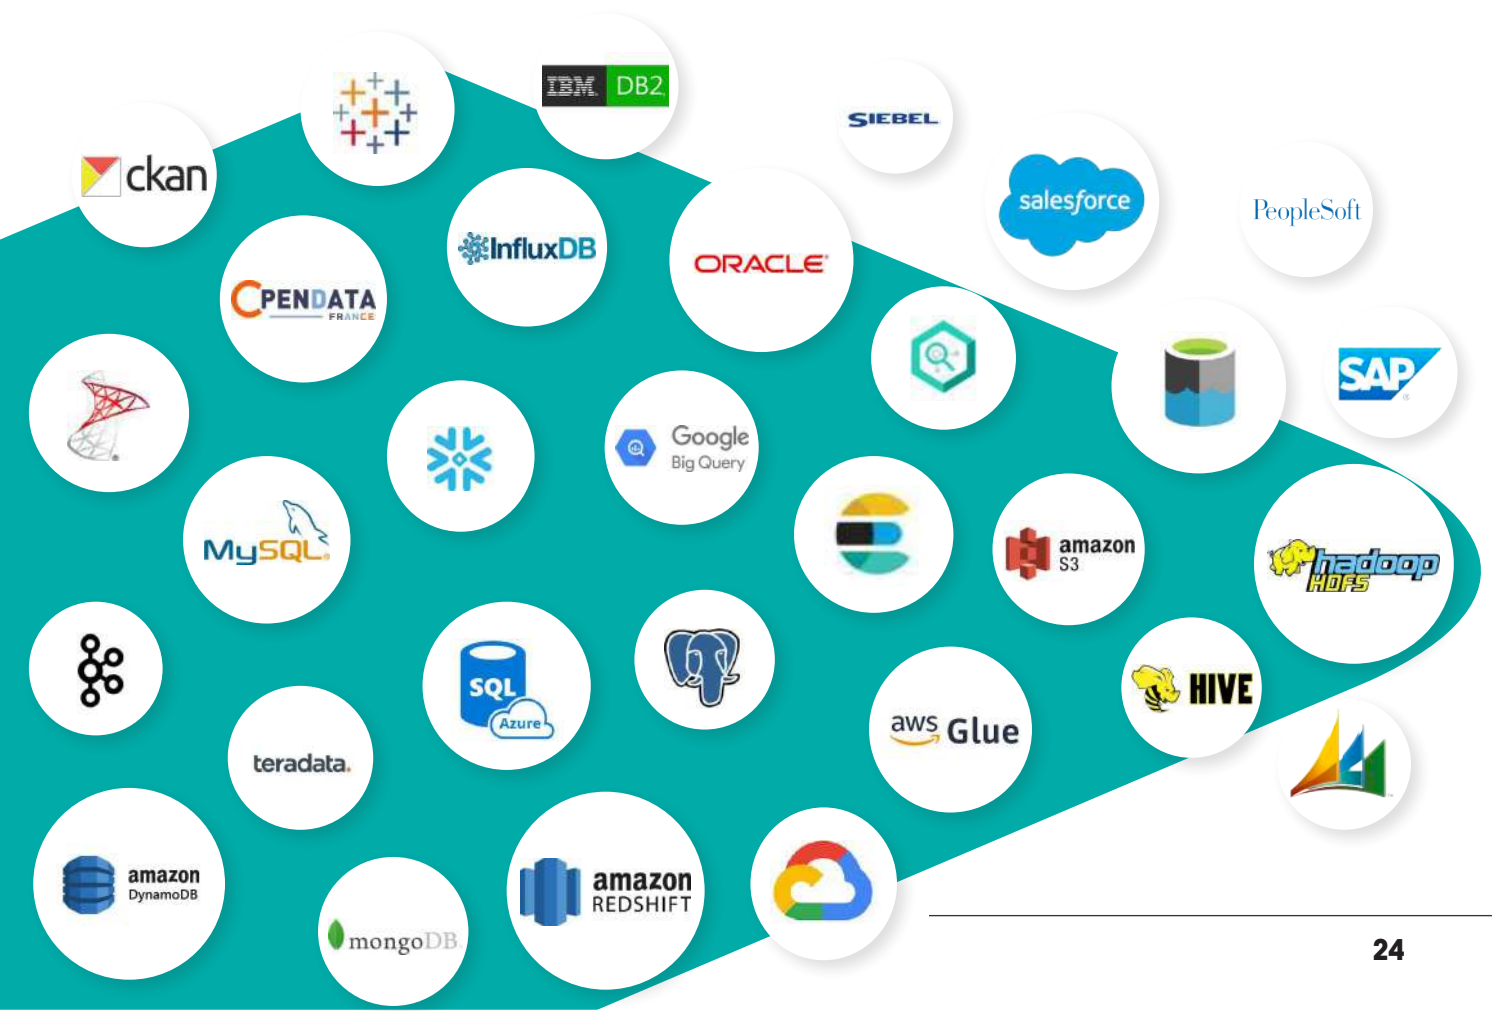 IBM DB2
SIEBEL
ckan
salesforce
PeopleSoft
InfluxDB
ORACLE
OPENDATA
FRANCE
SAP
Google
Big Query
MySQL
amazon
S3
hadoop
HDFS
SQL
Azure
HIVE
aws Glue
teradata.
amazon
DynamoDB
amazon
REDSHIFT
mongoDB
24